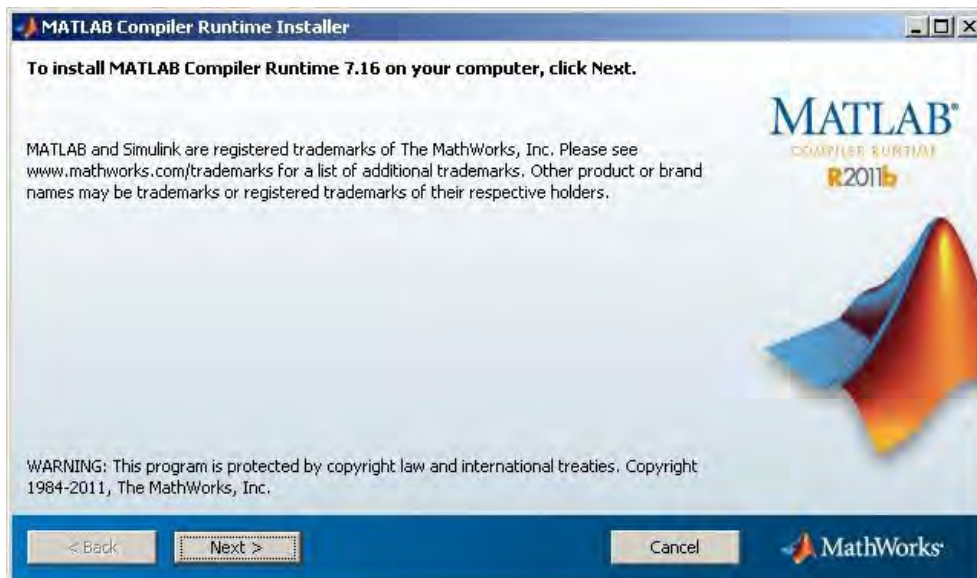 MATLAB Compiler Runtime Installer
To install MATLAB Compiler Runtime 7.16 on your computer, click Next.
MATLAB®
COMPILER RUNTIME
R2011b
MATLAB and Simulink are registered trademarks of The MathWorks, Inc. Please see
www.mathworks.com/trademarks for a list of additional trademarks. Other product or brand
names may be trademarks or registered trademarks of their respective holders.
WARNING: This program is protected by copyright law and international treaties. Copyright
1984-2011, The MathWorks, Inc.
< Back
Next >
Cancel
MathWorks®